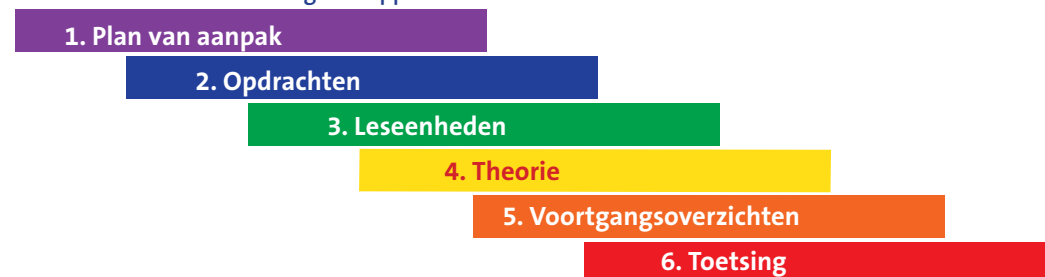 1. Plan van aanpak
2. Opdrachten
3. Leseenheden
4. Theorie
5. Voortgangsoverzichten
6. Toetsing